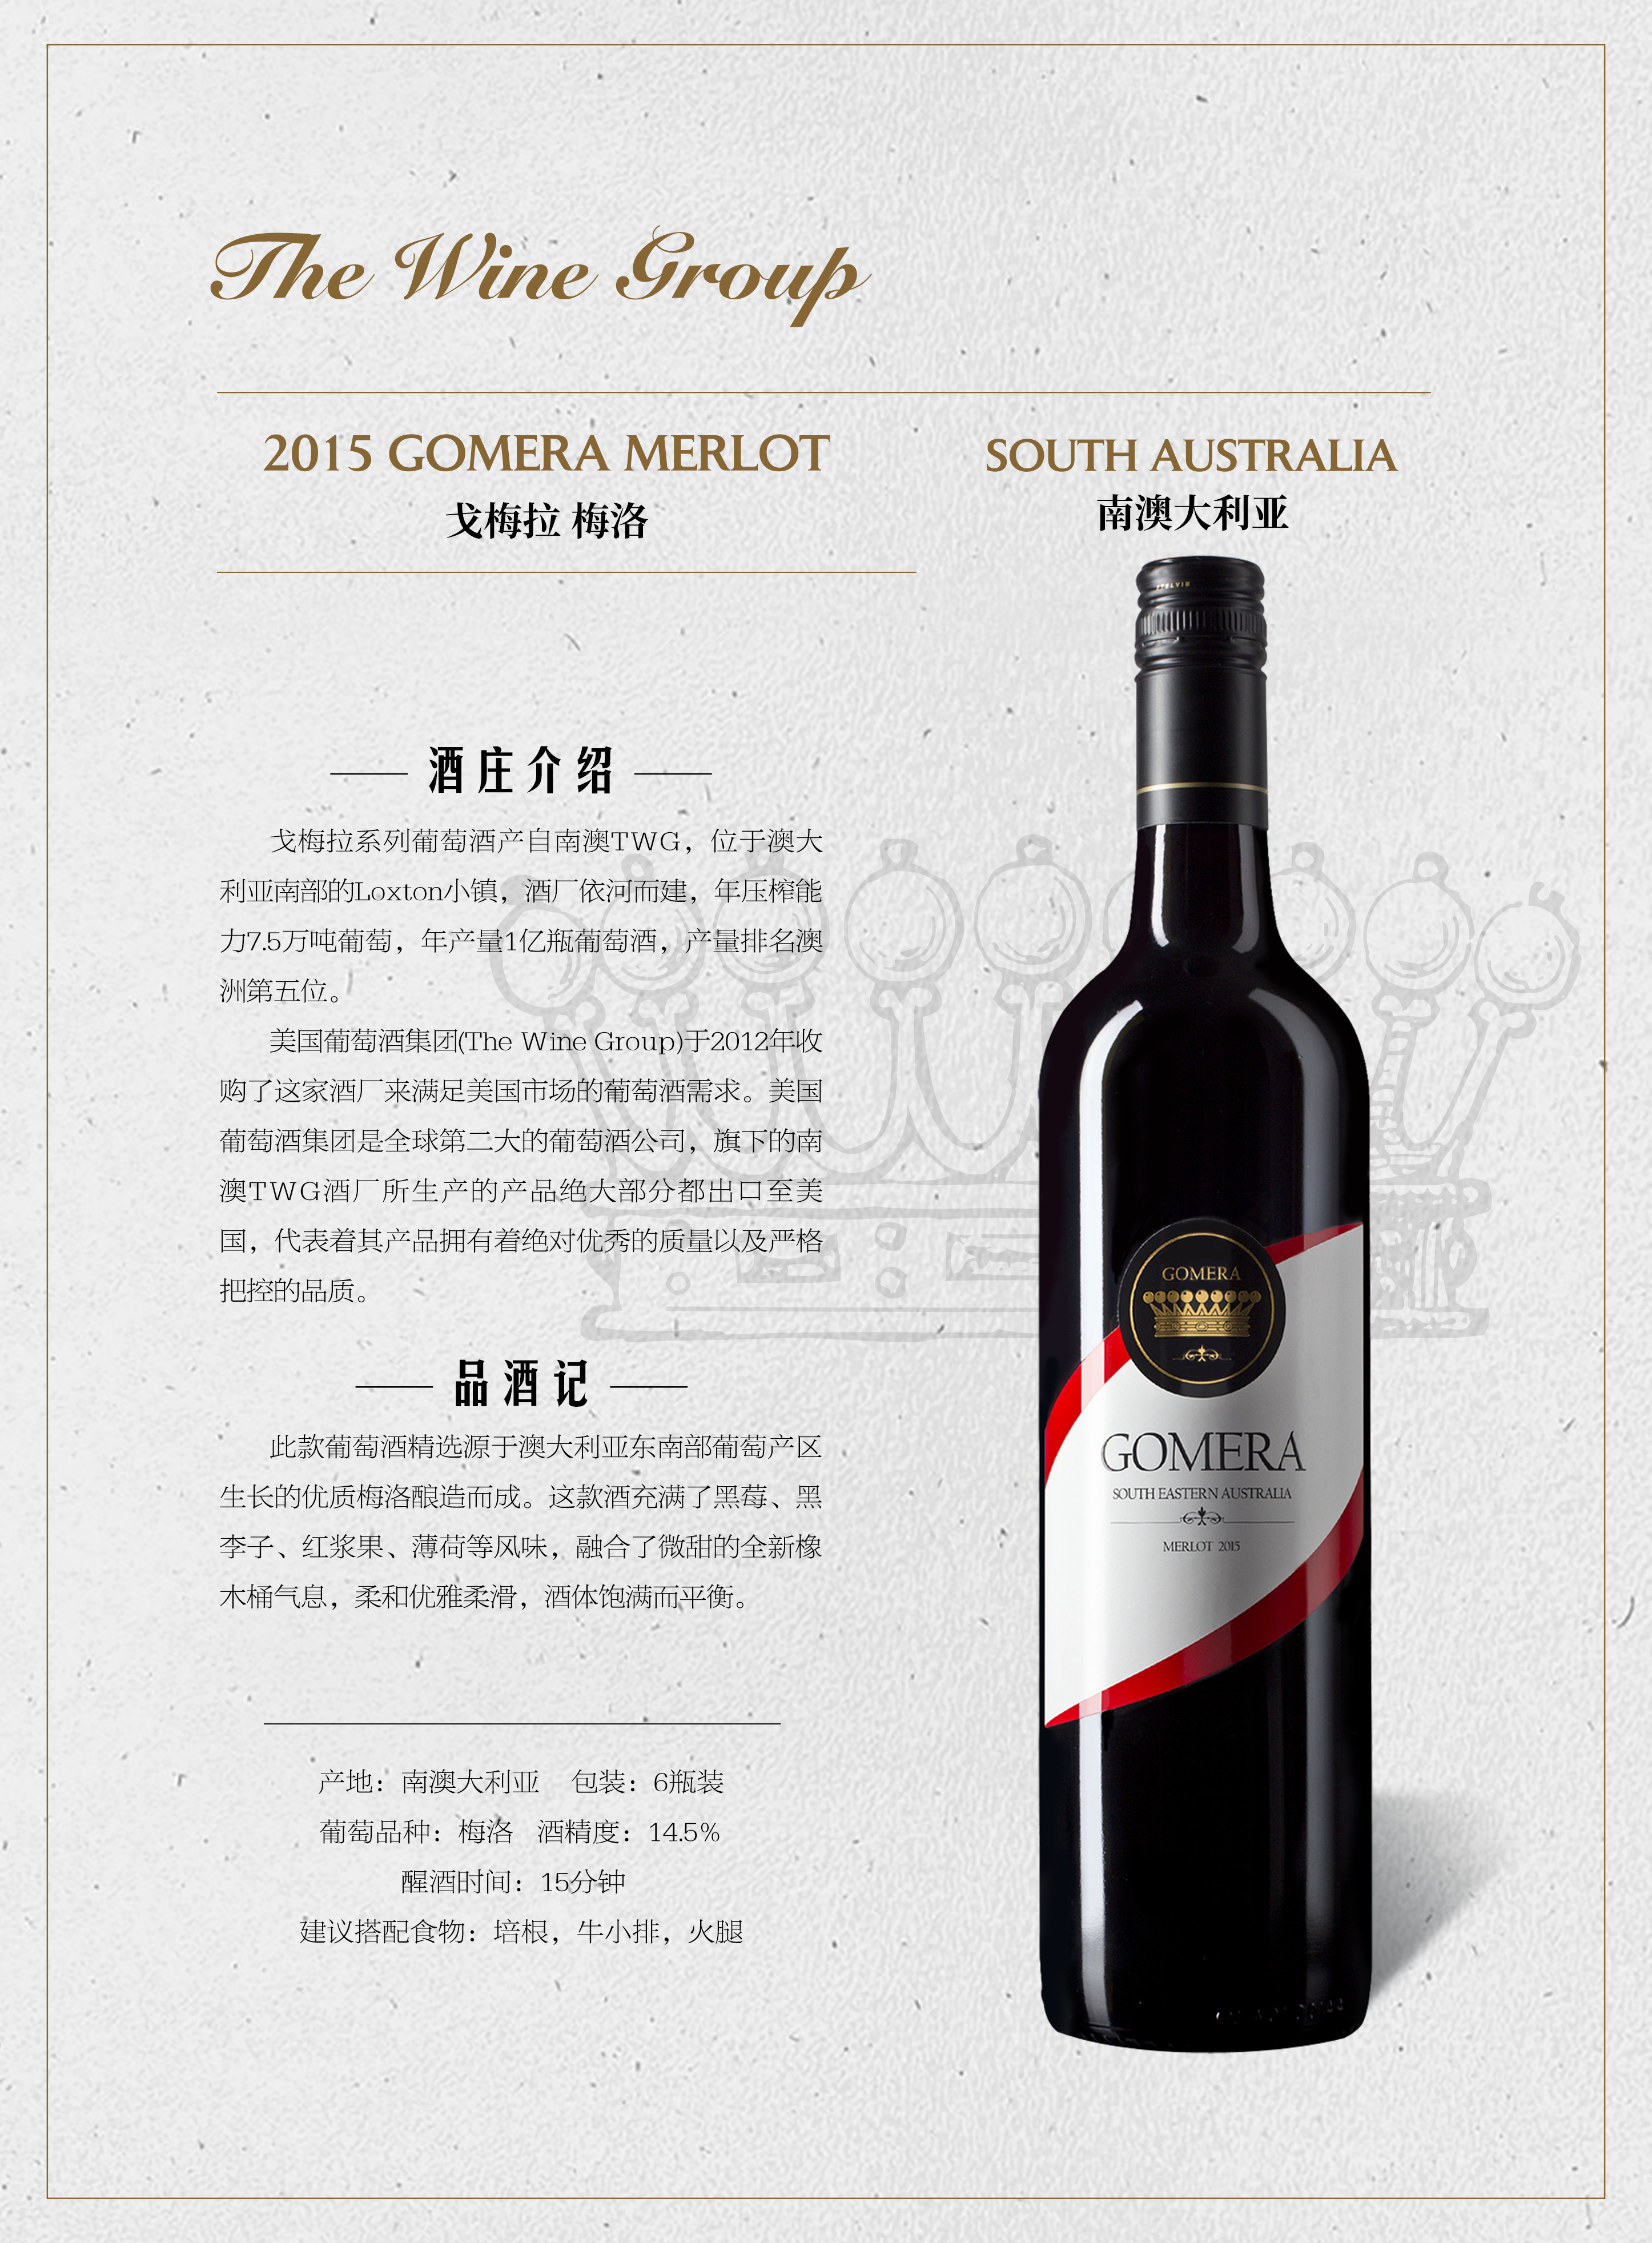 The Wine Group
2015 GOMERA MERLOT
戈梅拉 梅洛
SOUTH AUSTRALIA
南澳大利亚
酒庄介绍
戈梅拉系列葡萄酒产自南澳TWG，位于澳大
利亚南部的Loxton小镇，酒厂依河而建，年压榨能
力7.5万吨葡萄，年产量1亿瓶葡萄酒，产量排名澳
洲第五位。
美国葡萄酒集团(The Wine Group)于2012年收
购了这家酒厂来满足美国市场的葡萄酒需求。美国
葡萄酒集团是全球第二大的葡萄酒公司，旗下的南
澳TWG酒厂所生产的产品绝大部分都出口至美
国，代表着其产品拥有着绝对优秀的质量以及严格
把控的品质。
品酒记
此款葡萄酒精选源于澳大利亚东南部葡萄产区
生长的优质梅洛酿造而成。这款酒充满了黑莓、黑
李子、红浆果、薄荷等风味，融合了微甜的全新橡
木桶气息，柔和优雅柔滑，酒体饱满而平衡。
产地：南澳大利亚 包装：6瓶装
葡萄品种：梅洛 酒精度：14.5%
醒酒时间：15分钟
建议搭配食物：培根，牛小排，火腿
STELVIN
GOMERA
GOMERA
SOUTH EASTERN AUSTRALIA
MERLOT 2015